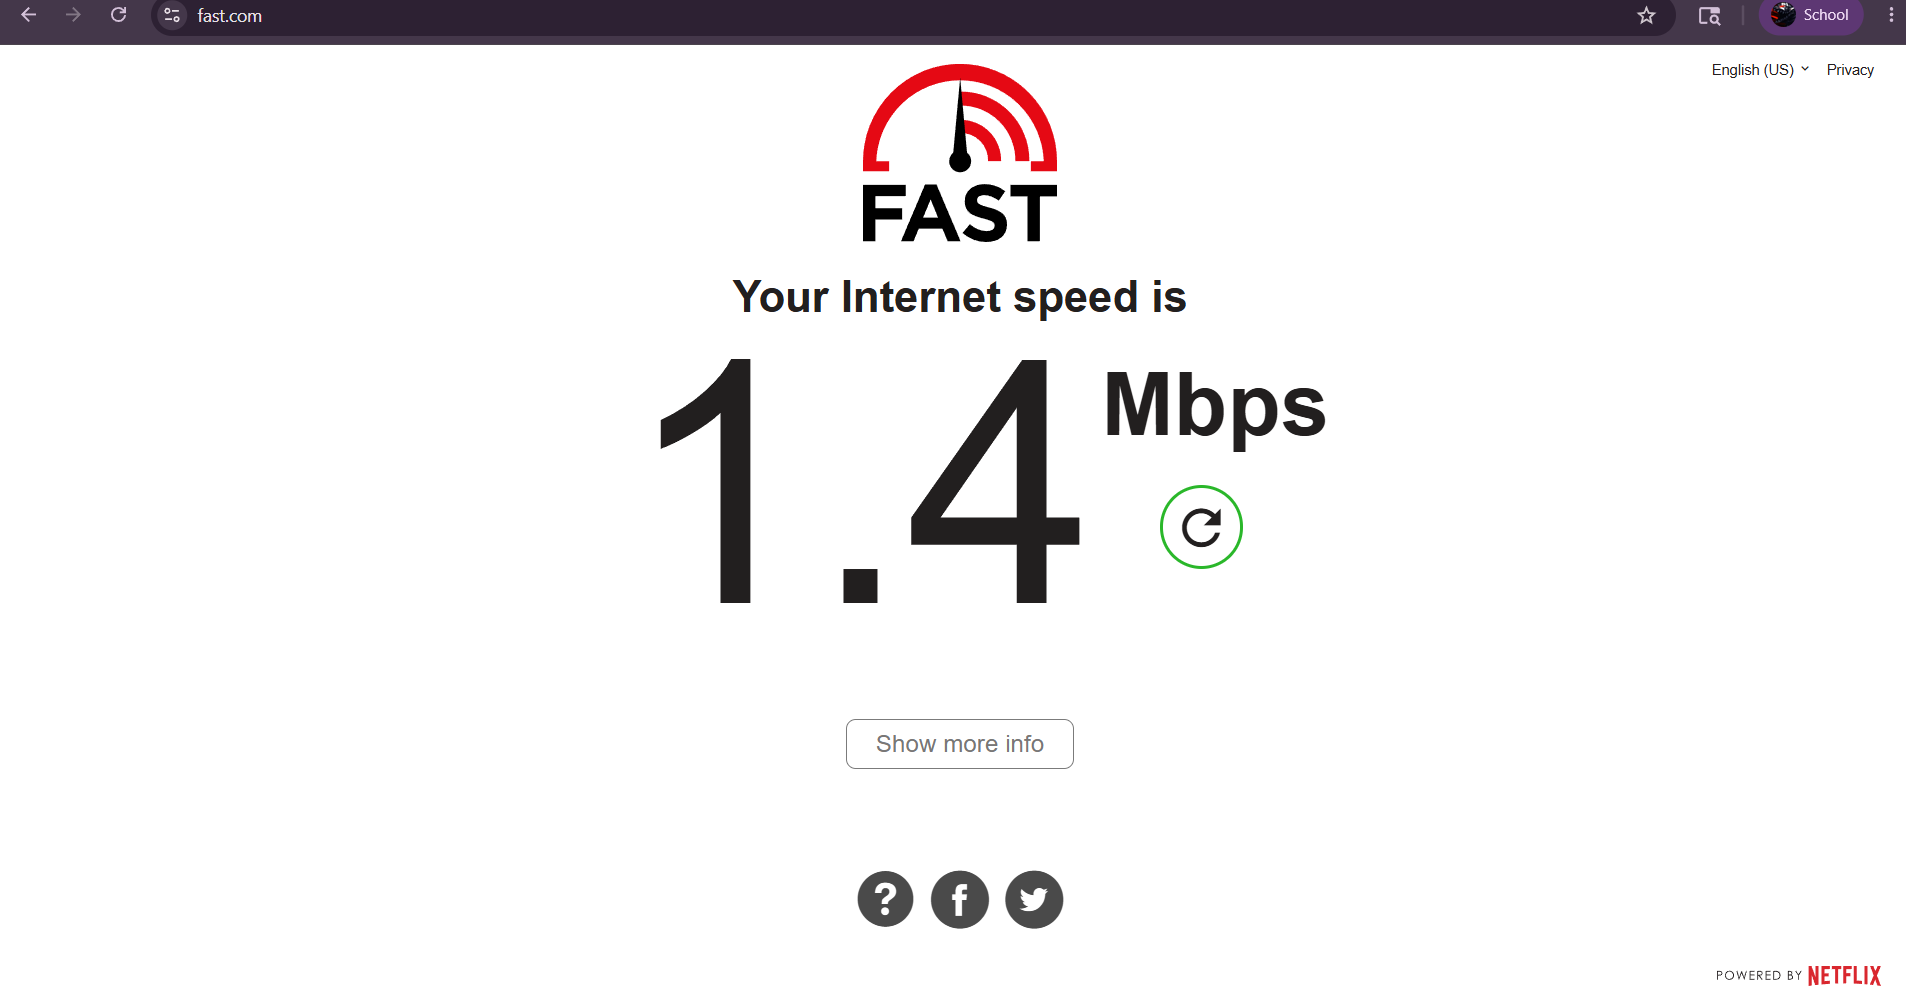 fast.com
School
English (US)
Privacy
FAST
Your Internet speed is
1.4 Mbps
Show more info
?
f
POWERED BY NETFLIX